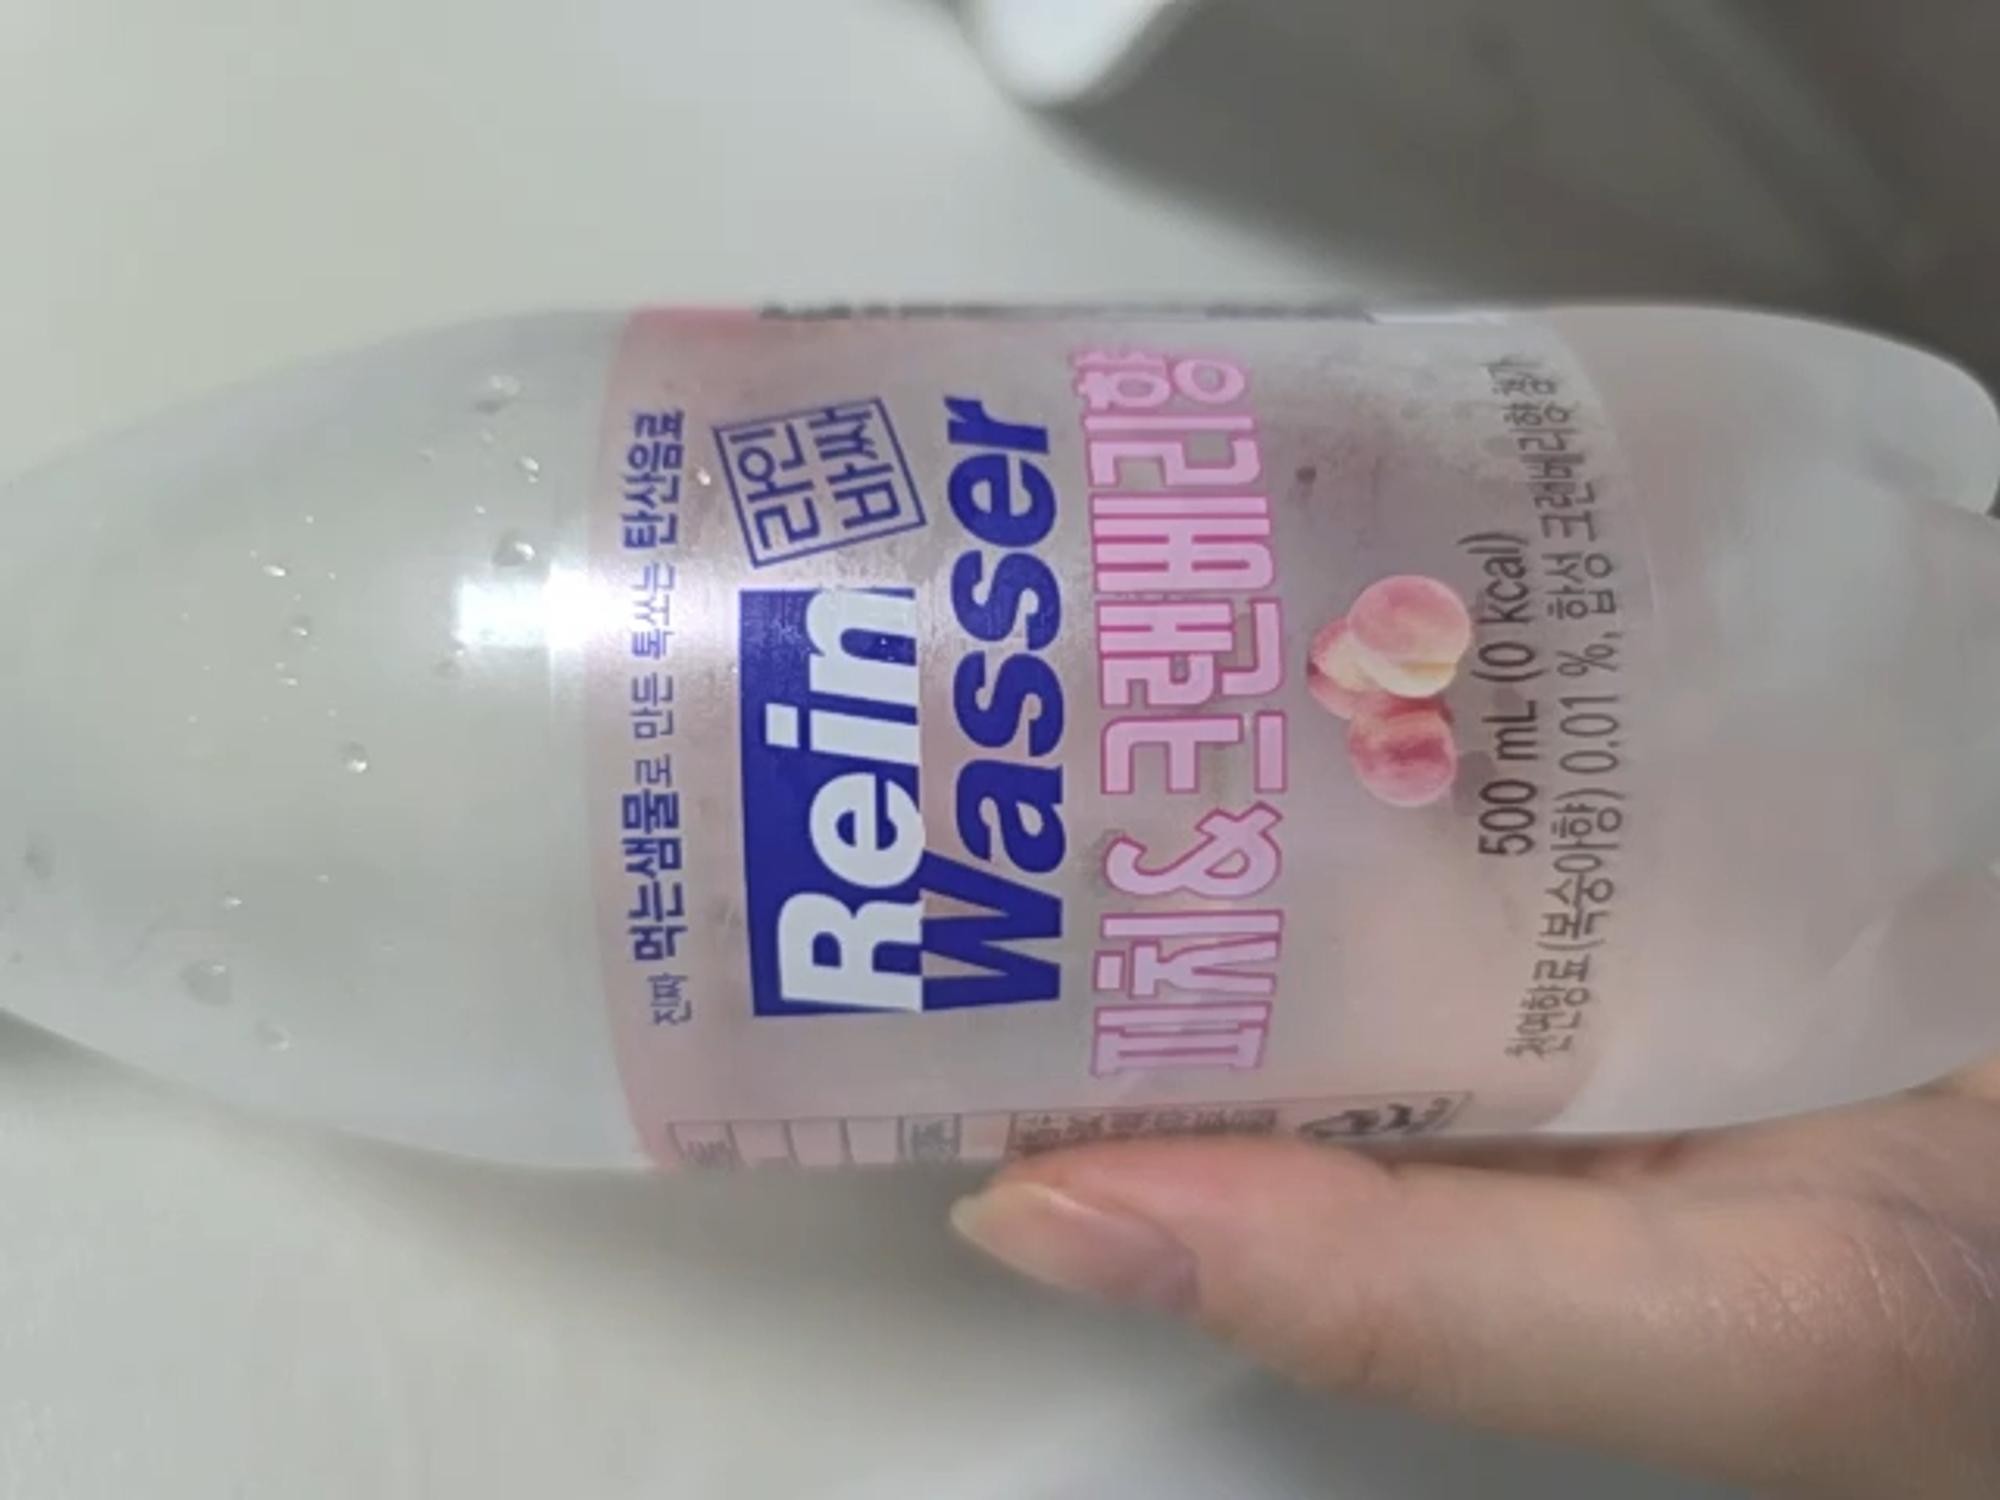 진짜 먹는샘물로 만든 톡쏘는 탄산음료
Rein
라인
바싸
Wasser
피치&크랜베리향
500 mL (0 kcal)
천연향료(복숭아향) 0.01 %, 합성 크랜베리향 첨가